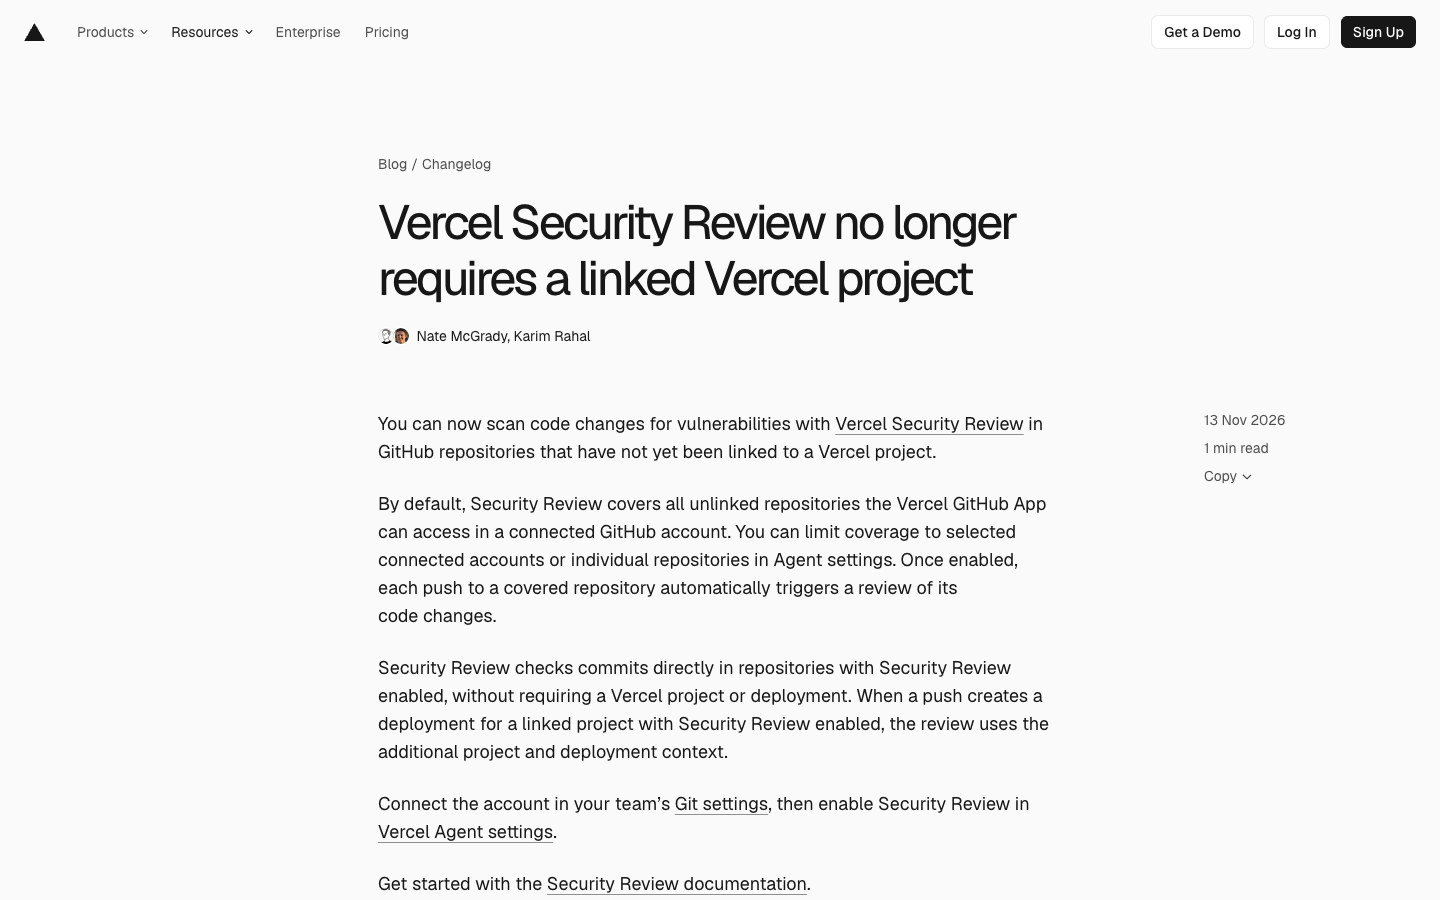 Products
Resources
Enterprise
Pricing
Get a Demo
Log In
Sign Up
Blog / Changelog
Vercel Security Review no longer
requires a linked Vercel project
Nate McGrady, Karim Rahal
You can now scan code changes for vulnerabilities with Vercel Security Review in
GitHub repositories that have not yet been linked to a Vercel project.
13 Nov 2026
1 min read
Copy
By default, Security Review covers all unlinked repositories the Vercel GitHub App
can access in a connected GitHub account. You can limit coverage to selected
connected accounts or individual repositories in Agent settings. Once enabled,
each push to a covered repository automatically triggers a review of its
code changes.
Security Review checks commits directly in repositories with Security Review
enabled, without requiring a Vercel project or deployment. When a push creates a
deployment for a linked project with Security Review enabled, the review uses the
additional project and deployment context.
Connect the account in your team’s Git settings, then enable Security Review in
Vercel Agent settings.
Get started with the Security Review documentation.